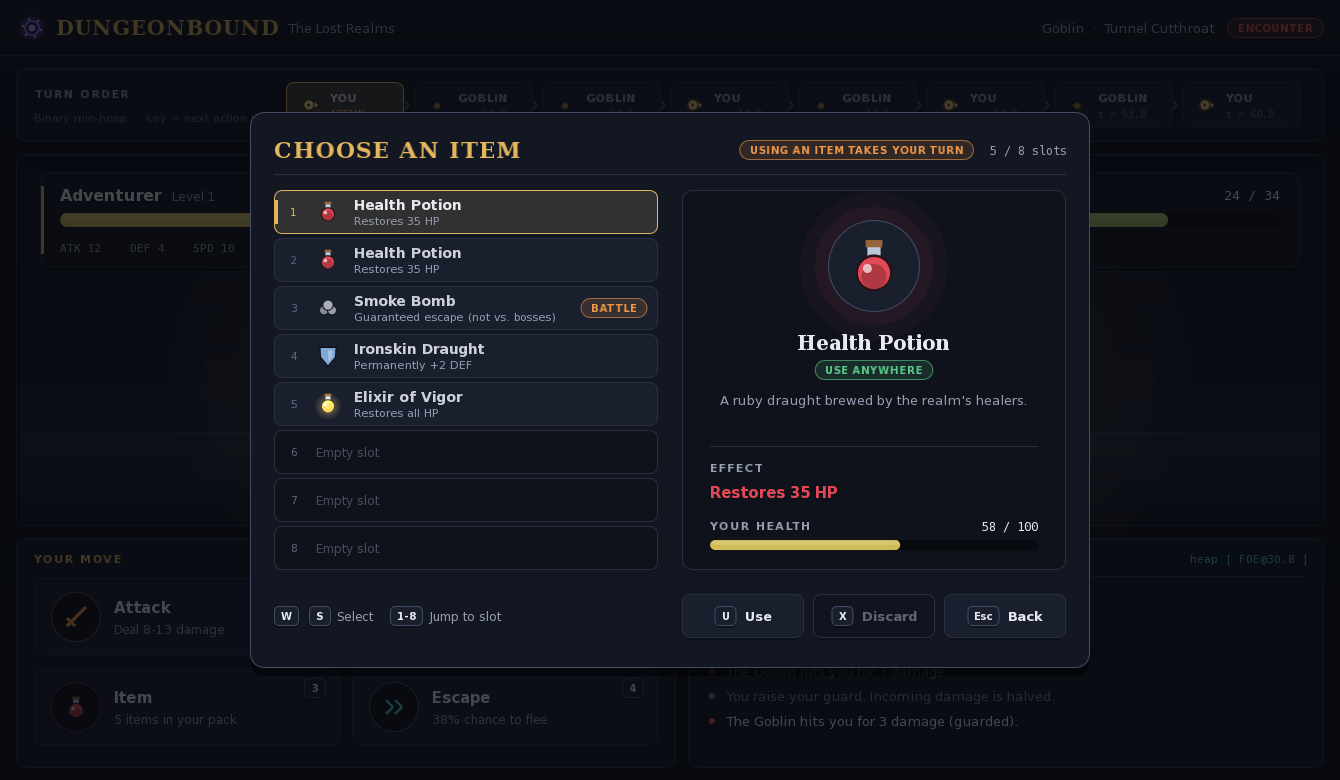 DUNGEONBOUND The Lost Realms
Goblin · Tunnel Cutthroat ENCOUNTER
TURN ORDER
Binary min-heap · key = next action
YOU
GOBLIN
GOBLIN
YOU
GOBLIN
YOU
GOBLIN
t = 53.8
YOU
t = 60.0
CHOOSE AN ITEM
USING AN ITEM TAKES YOUR TURN 5 / 8 slots
Adventurer Level 1
24 / 34
ATK 12 DEF 4 SPD 10
1 Health Potion
Restores 35 HP
2 Health Potion
Restores 35 HP
3 Smoke Bomb
Guaranteed escape (not vs. bosses)
BATTLE
4 Ironskin Draught
Permanently +2 DEF
5 Elixir of Vigor
Restores all HP
6 Empty slot
7 Empty slot
8 Empty slot
Health Potion
USE ANYWHERE
A ruby draught brewed by the realm's healers.
EFFECT
Restores 35 HP
YOUR HEALTH 58 / 100
W S Select 1-8 Jump to slot
U Use
X Discard
Esc Back
YOUR MOVE
Attack
Deal 8-13 damage
Item
5 items in your pack
3
Escape
38% chance to flee
4
heap [ FOE@30.8 ]
The Goblin hits you for 7 damage
You raise your guard. Incoming damage is halved.
The Goblin hits you for 3 damage (guarded).